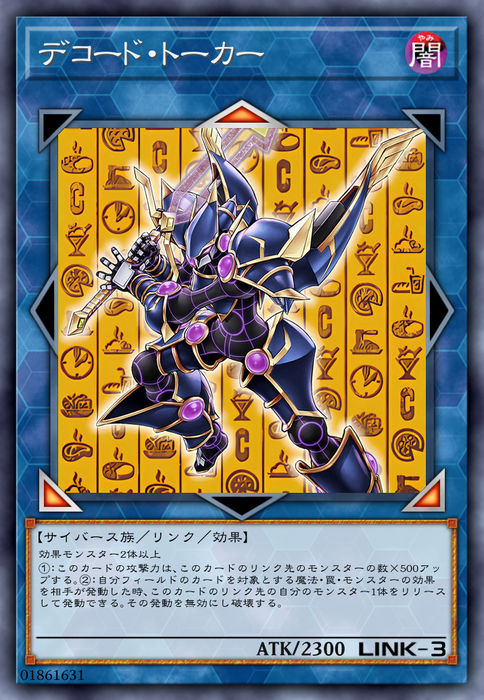 デコード・トーカー
やみ
闇
【サイバース族／リンク／効果】
効果モンスター2体以上
①:このカードの攻撃力は、このカードのリンク先のモンスターの数×500アッ
プする。②:自分フィールドのカードを対象とする魔法・罠・モンスターの効果
を相手が発動した時、このカードのリンク先の自分のモンスター1体をリリース
して発動できる。その発動を無効にし破壊する。
ATK/2300 LINK-3
01861631